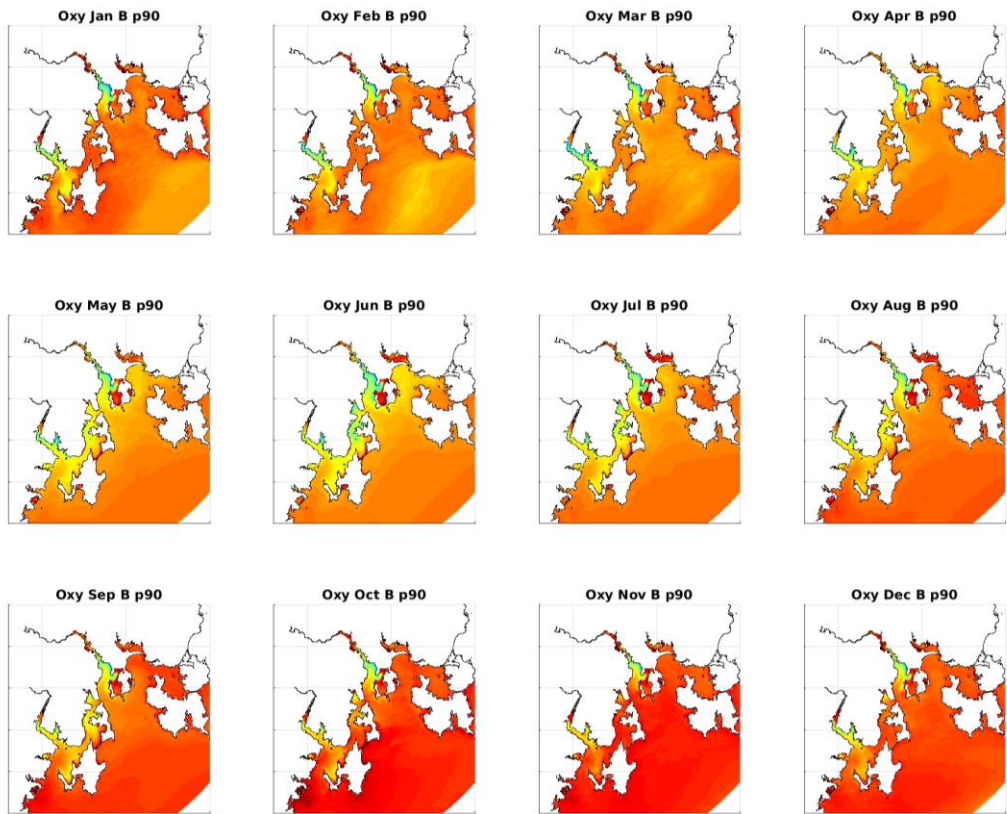 Oxy Jan B p90
Oxy Feb B p90
Oxy Mar B p90
Oxy Apr B p90
Oxy May B p90
Oxy Jun B p90
Oxy Jul B p90
Oxy Aug B p90
Oxy Sep B p90
Oxy Oct B p90
Oxy Nov B p90
Oxy Dec B p90